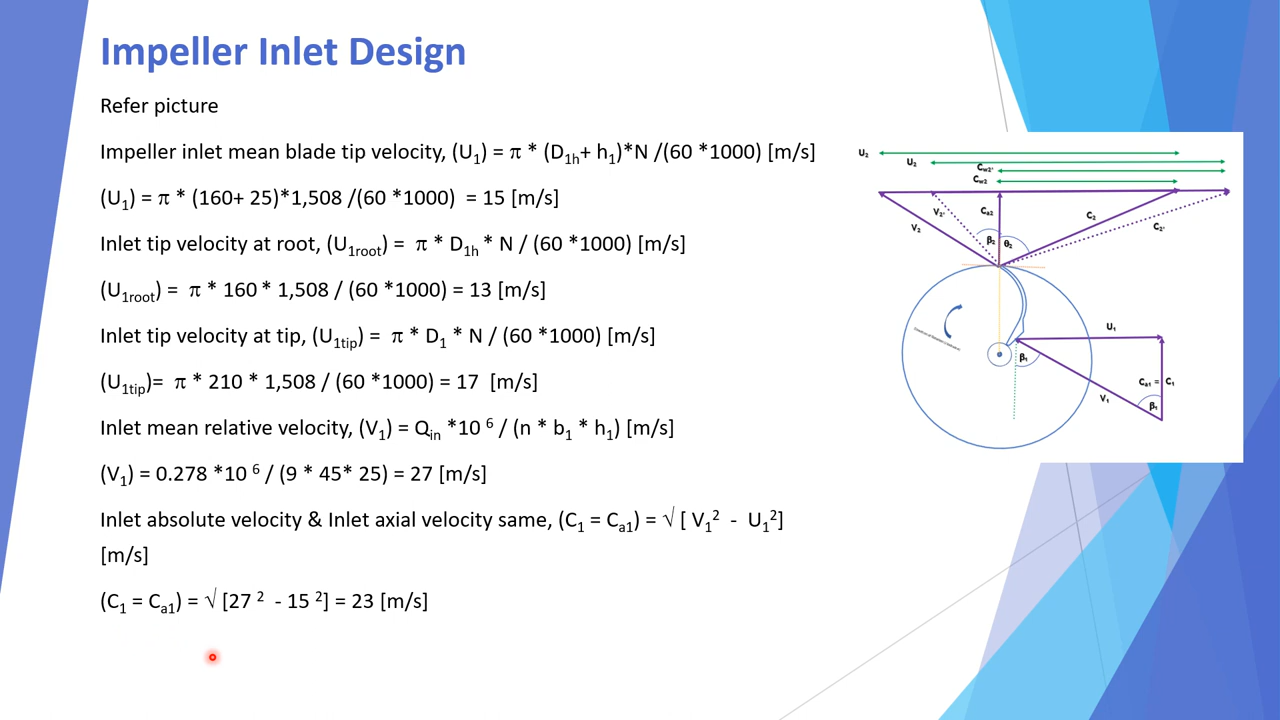 Impeller Inlet Design
Refer picture
Impeller inlet mean blade tip velocity, (U₁) = π * (D₁ₕ+ h₁)*N /(60 *1000) [m/s]
(U₁) = π * (160+ 25)*1,508 /(60 *1000)  = 15 [m/s]
Inlet tip velocity at root, (U1root) =  π * D₁ₕ * N / (60 *1000) [m/s]
(U1root) =  π * 160 * 1,508 / (60 *1000) = 13 [m/s]
Inlet tip velocity at tip, (U1tip) =  π * D₁ * N / (60 *1000) [m/s]
(U1tip)=  π * 210 * 1,508 / (60 *1000) = 17  [m/s]
Inlet mean relative velocity, (V₁) = Qin *10 ⁶ / (n * b₁ * h₁) [m/s]
(V₁) = 0.278 *10 ⁶ / (9 * 45* 25) = 27 [m/s]
Inlet absolute velocity & Inlet axial velocity same, (C₁ = Ca1) = √ [ V₁² - U₁²]
[m/s]
(C₁ = Ca1) = √ [27 ² - 15 ²] = 23 [m/s]
U₂
U₂
Cw2'
Cw2
V₂'
Ca2
C₂
V₂
β₂
θ₂
C₂'
U₁
β₁
Ca1 = C₁
V₁
β₁